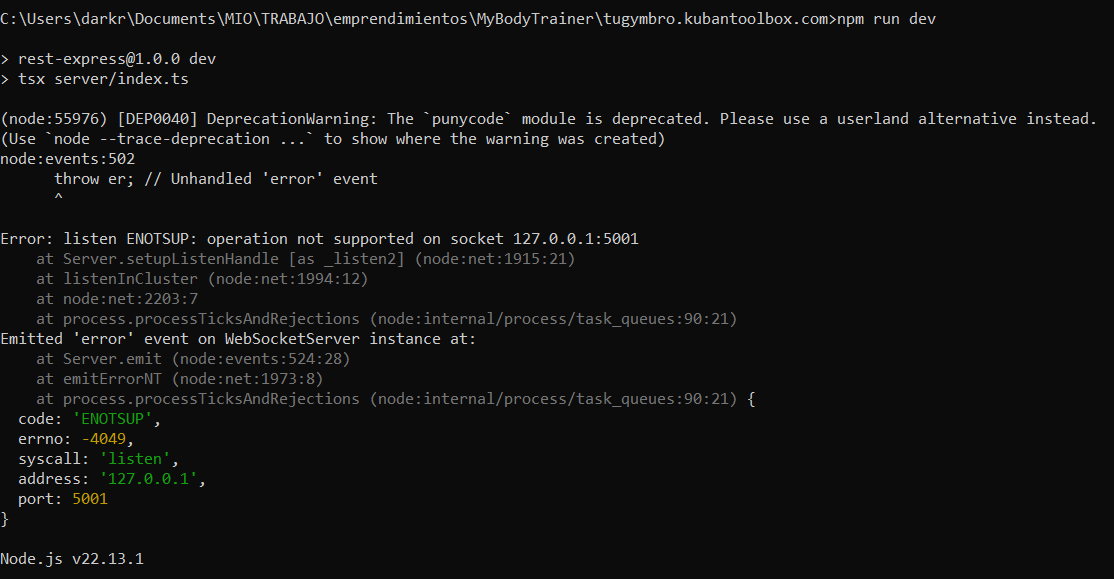 C:\Users\darkr\Documents\MIO\TRABAJO\emprendimientos\MyBodyTrainer\tugymbro.kubantoolbox.com>npm run dev

> rest-express@1.0.0 dev
> tsx server/index.ts

(node:55976) [DEP0040] DeprecationWarning: The `punycode` module is deprecated. Please use a userland alternative instead.
(Use `node --trace-deprecation ...` to show where the warning was created)
node:events:502
      throw er; // Unhandled 'error' event
      ^

Error: listen ENOTSUP: operation not supported on socket 127.0.0.1:5001
    at Server.setupListenHandle [as _listen2] (node:net:1915:21)
    at listenInCluster (node:net:1994:12)
    at node:net:2203:7
    at process.processTicksAndRejections (node:internal/process/task_queues:90:21)
Emitted 'error' event on WebSocketServer instance at:
    at Server.emit (node:events:524:28)
    at emitErrorNT (node:net:1973:8)
    at process.processTicksAndRejections (node:internal/process/task_queues:90:21) {
  code: 'ENOTSUP',
  errno: -4049,
  syscall: 'listen',
  address: '127.0.0.1',
  port: 5001
}

Node.js v22.13.1